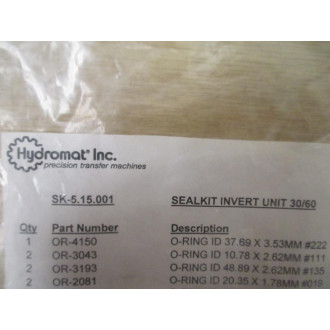 Hydromat® Inc.
precision transfer machines
SK-5.15.001 SEALKIT INVERT UNIT 30/60
Qty Part Number Description
1 OR-4150 O-RING ID 37.69 X 3.53MM #222
2 OR-3043 O-RING ID 10.78 X 2.62MM #111
2 OR-3193 O-RING ID 48.89 X 2.62MM #135
2 OR-2081 O-RING ID 20.35 X 1.78MM #019